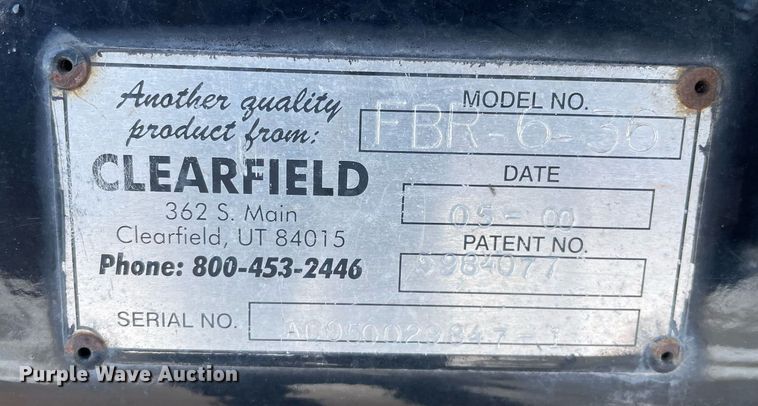 Another quality
product from:
CLEARFIELD
362 S. Main
Clearfield, UT 84015
Phone: 800-453-2446
MODEL NO.
FBR-6-36
DATE
05-00
PATENT NO.
SERIAL NO.
Purple Wave Auction